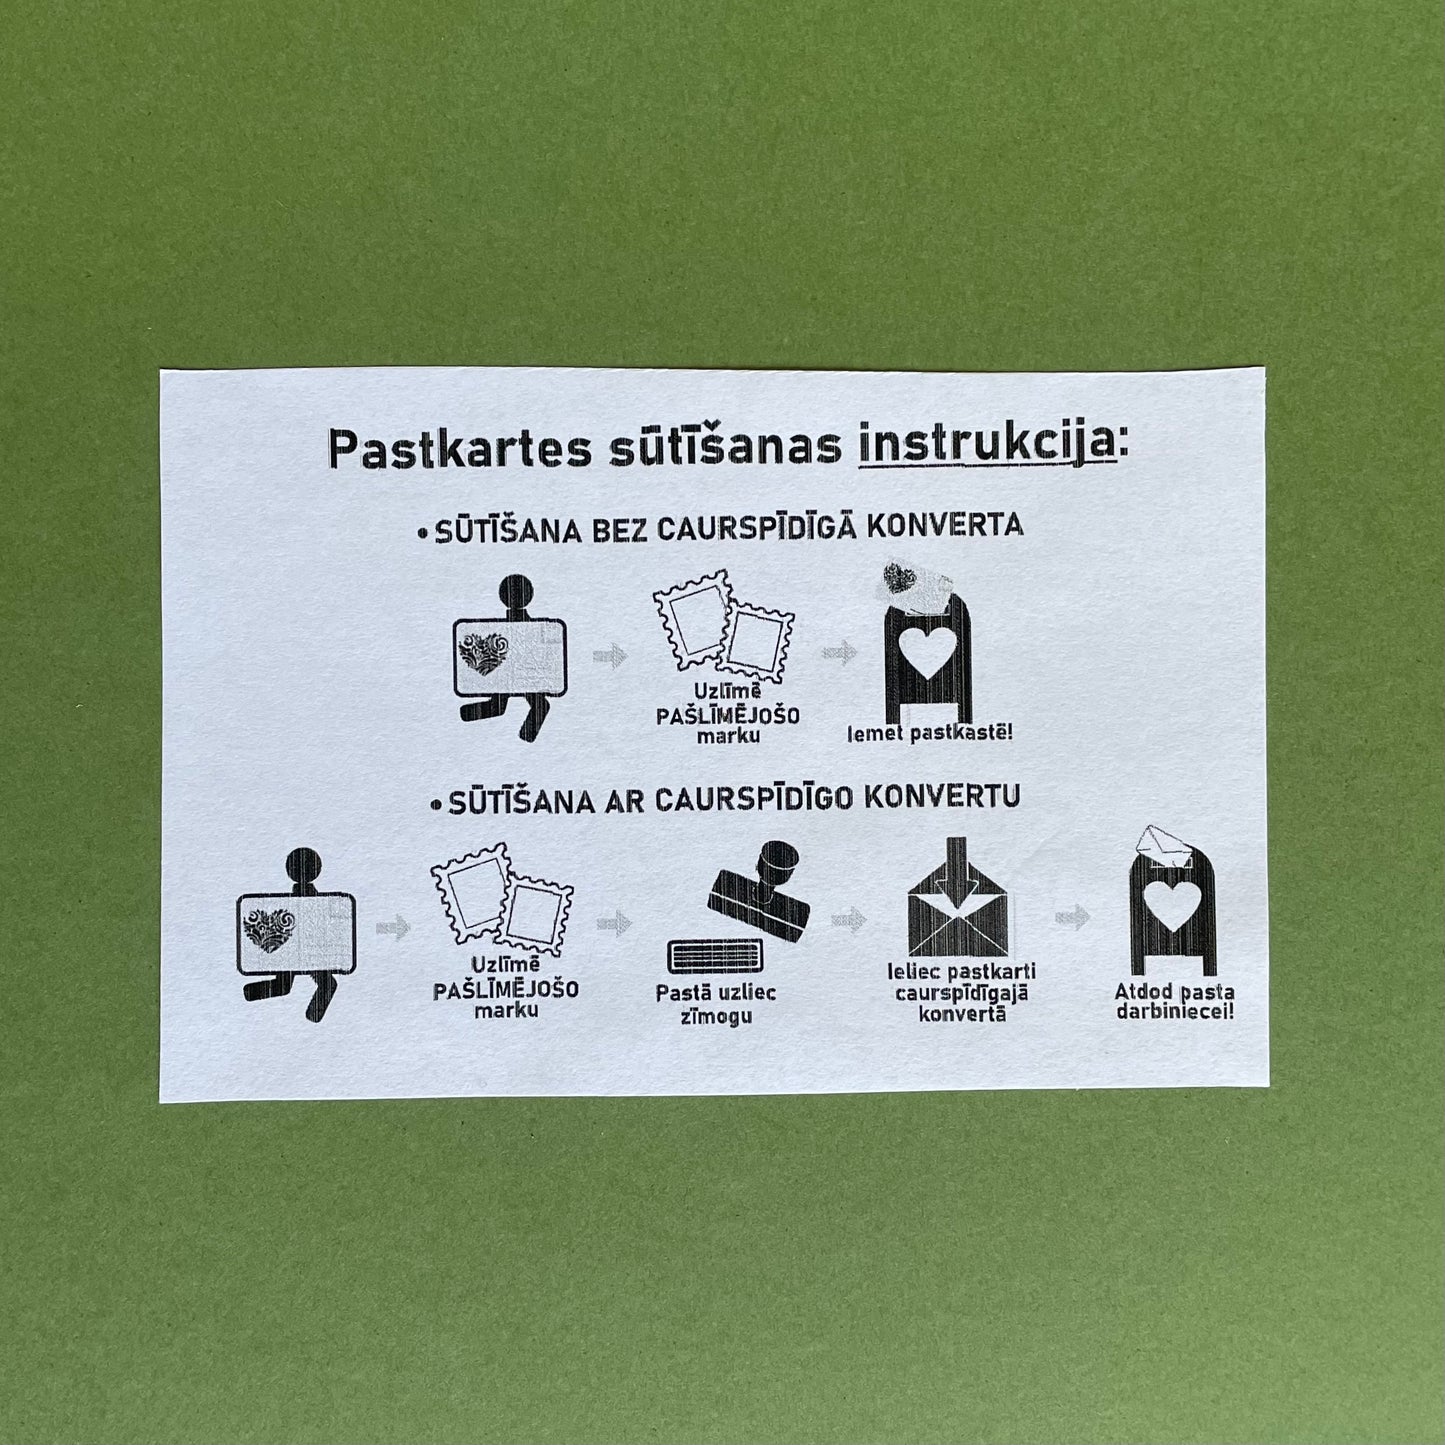 Pastkartes sūtīšanas instrukcija:
• SŪTĪŠANA BEZ CAURSPĪDĪGĀ KONVERTA
Uzlīmē
PAŠLĪMĒJOŠO
marku
Iemet pastkastē!
• SŪTĪŠANA AR CAURSPĪDĪGO KONVERTU
Uzlīmē
PAŠLĪMĒJOŠO
marku
Pastā uzliec
zīmogu
Ieliec pastkarti
caurspīdīgajā
konvertā
Atdod pasta
darbiniecei!